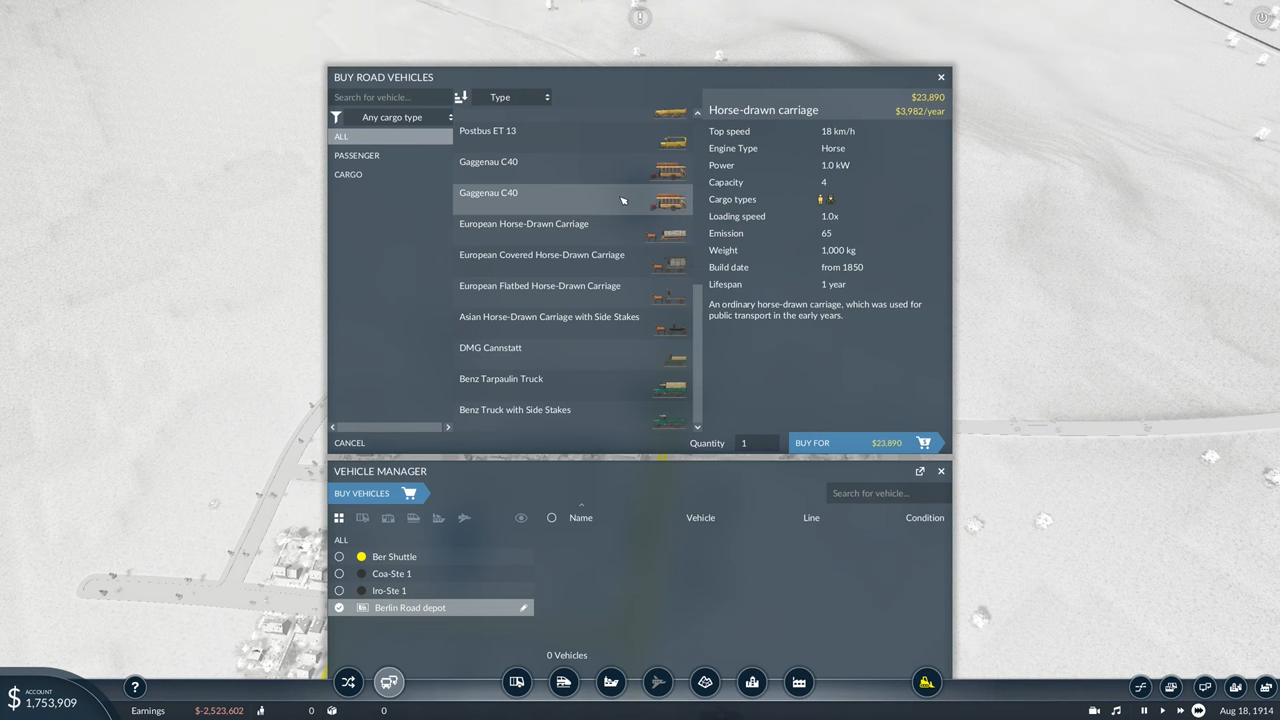 BUY ROAD VEHICLES
Search for vehicle...
Type
Any cargo type
ALL
PASSENGER
CARGO
Postbus ET 13
Gaggenau C40
Gaggenau C40
European Horse-Drawn Carriage
European Covered Horse-Drawn Carriage
European Flatbed Horse-Drawn Carriage
Asian Horse-Drawn Carriage with Side Stakes
DMG Cannstatt
Benz Tarpaulin Truck
Benz Truck with Side Stakes
$23,890
Horse-drawn carriage
$3,982/year
Top speed 18 km/h
Engine Type Horse
Power 1.0 kW
Capacity 4
Cargo types
Loading speed 1.0x
Emission 65
Weight 1,000 kg
Build date from 1850
Lifespan 1 year
An ordinary horse-drawn carriage, which was used for
public transport in the early years.
CANCEL
Quantity 1
BUY FOR $23,890
VEHICLE MANAGER
BUY VEHICLES
Search for vehicle...
Name Vehicle Line Condition
ALL
Ber Shuttle
Coa-Ste 1
Iro-Ste 1
Berlin Road depot
0 Vehicles
$ ACCOUNT
1,753,909
?
Earnings $-2,523,602 0 0
Aug 18, 1914